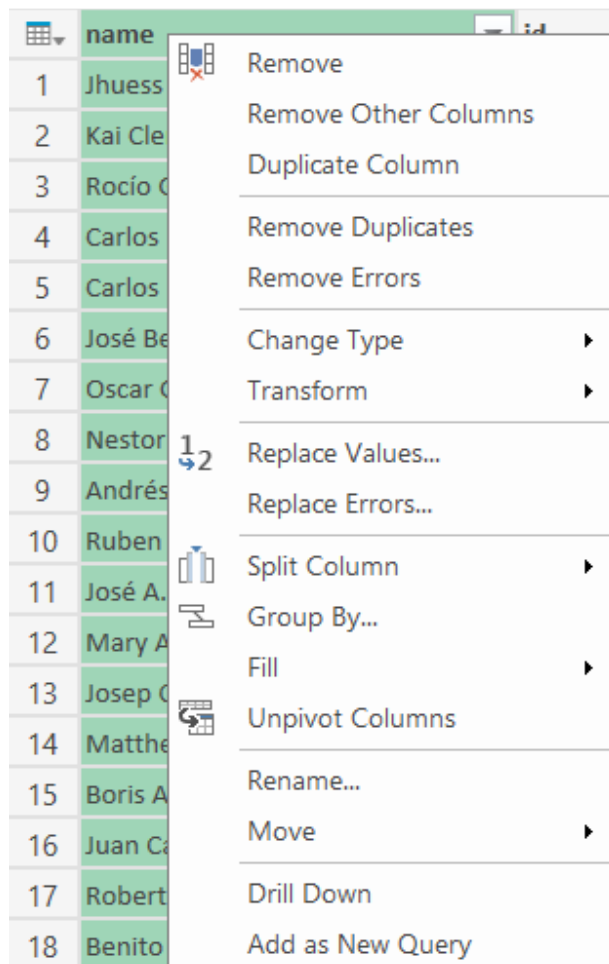 name
id
1 Jhuess
2 Kai Cle
3 Rocío
4 Carlos
5 Carlos
6 José Be
7 Oscar
8 Nestor
9 Andrés
10 Ruben
11 José A.
12 Mary A
13 Josep
14 Matthe
15 Boris A
16 Juan Ca
17 Robert
18 Benito
Remove
Remove Other Columns
Duplicate Column
Remove Duplicates
Remove Errors
Change Type
Transform
1
2
Replace Values...
Replace Errors...
Split Column
Group By...
Fill
Unpivot Columns
Rename...
Move
Drill Down
Add as New Query